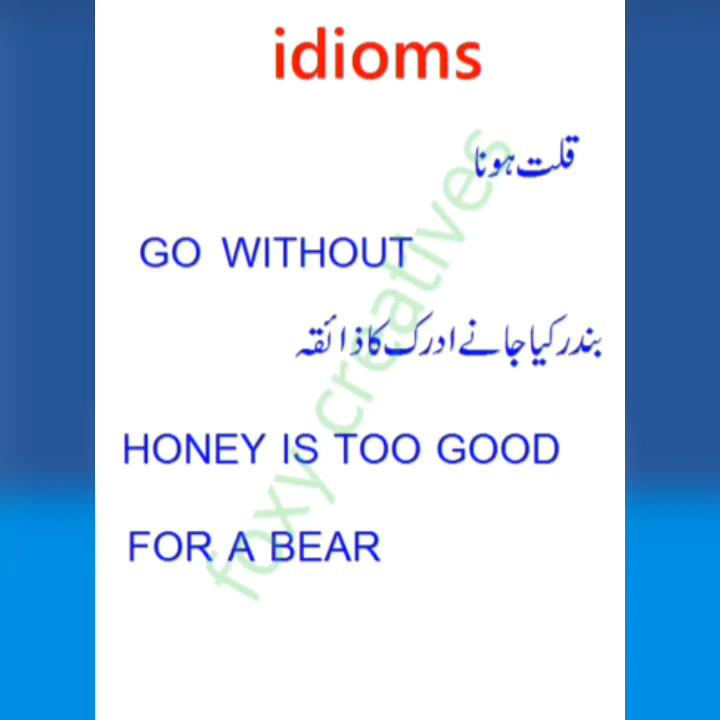 idioms
قلت ہونا
GO WITHOUT
بندر کیا جانے ادرک کا ذائقہ
HONEY IS TOO GOOD
FOR A BEAR
foxy creatives